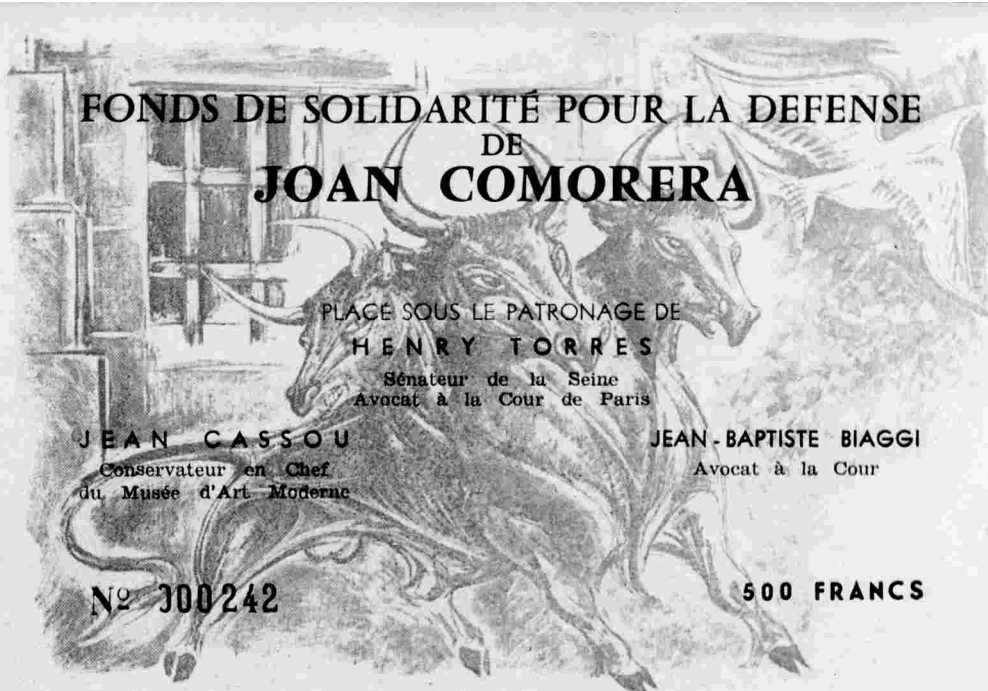 FONDS DE SOLIDARITÉ POUR LA DEFENSE
DE
JOAN COMORERA
PLACÉ SOUS LE PATRONAGE DE
HENRY TORRES
Sénateur de la Seine
Avocat à la Cour de Paris
JEAN CASSOU
Conservateur en Chef
du Musée d'Art Moderne
JEAN-BAPTISTE BIAGGI
Avocat à la Cour
Nº 000242
500 FRANCS